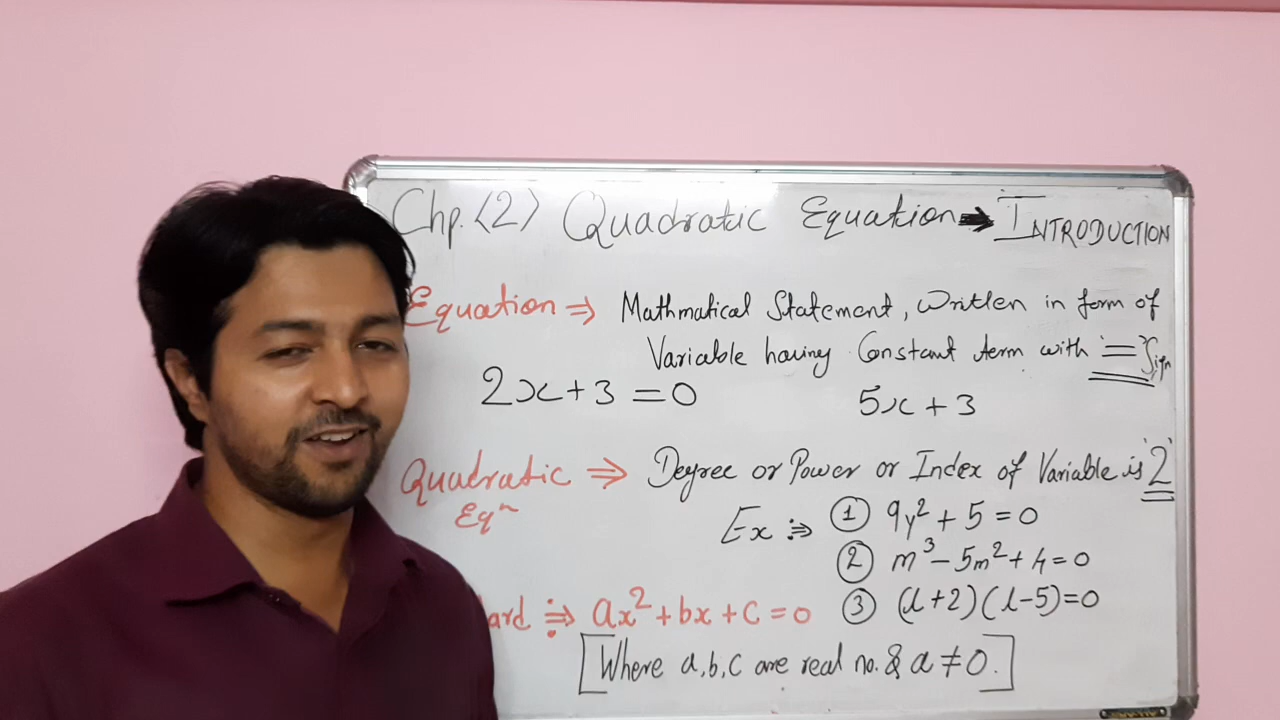 Chp. <2> Quadratic Equation → INTRODUCTION
Equation ⇒ Mathmatical Statement, Written in form of
Variable having Constant term with '=' Sign
2x + 3 = 0 5x + 3
Quadratic ⇒ Degree or Power or Index of Variable is '2'
Eqⁿ
Ex ⇒ ① 9y² + 5 = 0
② m³ - 5m² + 4 = 0
③ (l + 2) (l - 5) = 0
ard ⇒ ax² + bx + c = 0
[Where a, b, c are real no. & a ≠ 0.]